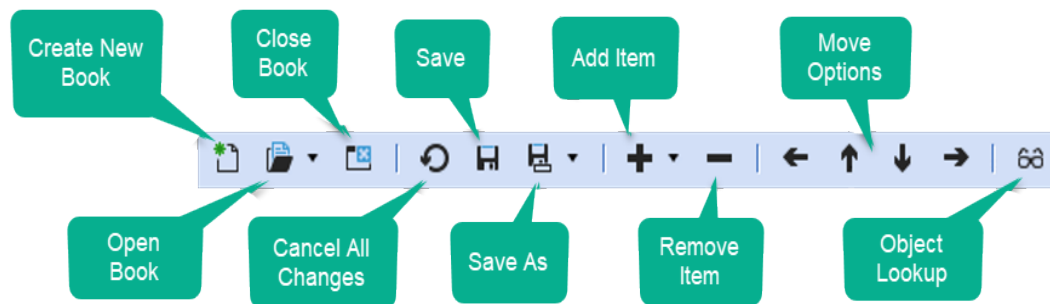 Create New
Book
Close
Book
Save
Add Item
Move
Options
Open
Book
Cancel All
Changes
Save As
Remove
Item
Object
Lookup